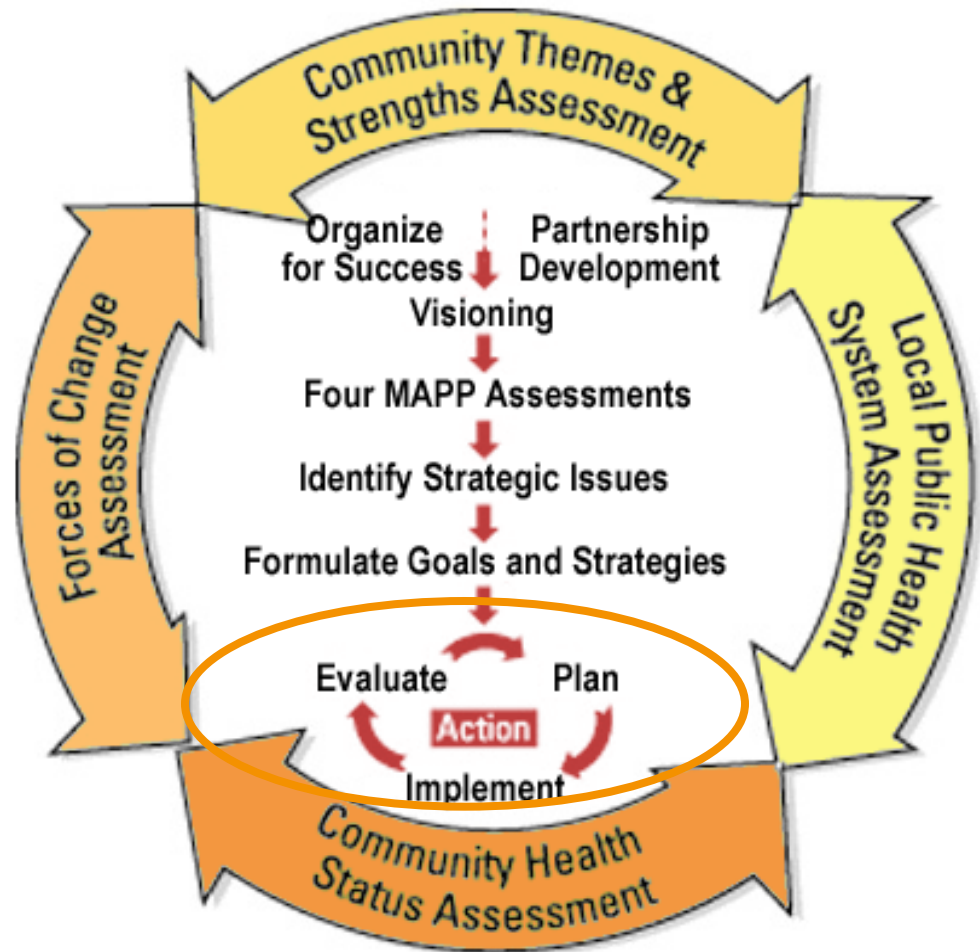 Community Themes &
Strengths Assessment
Organize
for Success
Partnership
Development
Visioning
Four MAPP Assessments
Identify Strategic Issues
Formulate Goals and Strategies
Evaluate
Plan
Action
Implement
Forces of Change
Assessment
Local Public Health
System Assessment
Community Health
Status Assessment